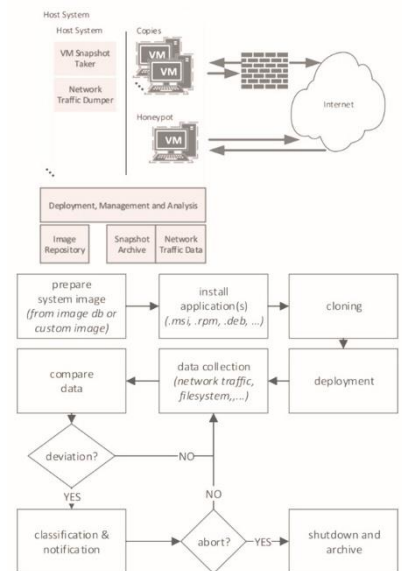 Host System
Host System
VM Snapshot
Taker
Network
Traffic Dumper
Copies
VM
VM
VM
Honeypot
VM
Internet
Deployment, Management and Analysis
Image
Repository
Snapshot
Archive
Network
Traffic Data
prepare
system image
(from image db or
custom image)
install
application(s)
(.msi, .rpm, .deb, ...)
cloning
compare
data
data collection
(network traffic,
filesystem,,...)
deployment
deviation?
NO
YES
NO
classification &
notification
abort?
YES
shutdown and
archive